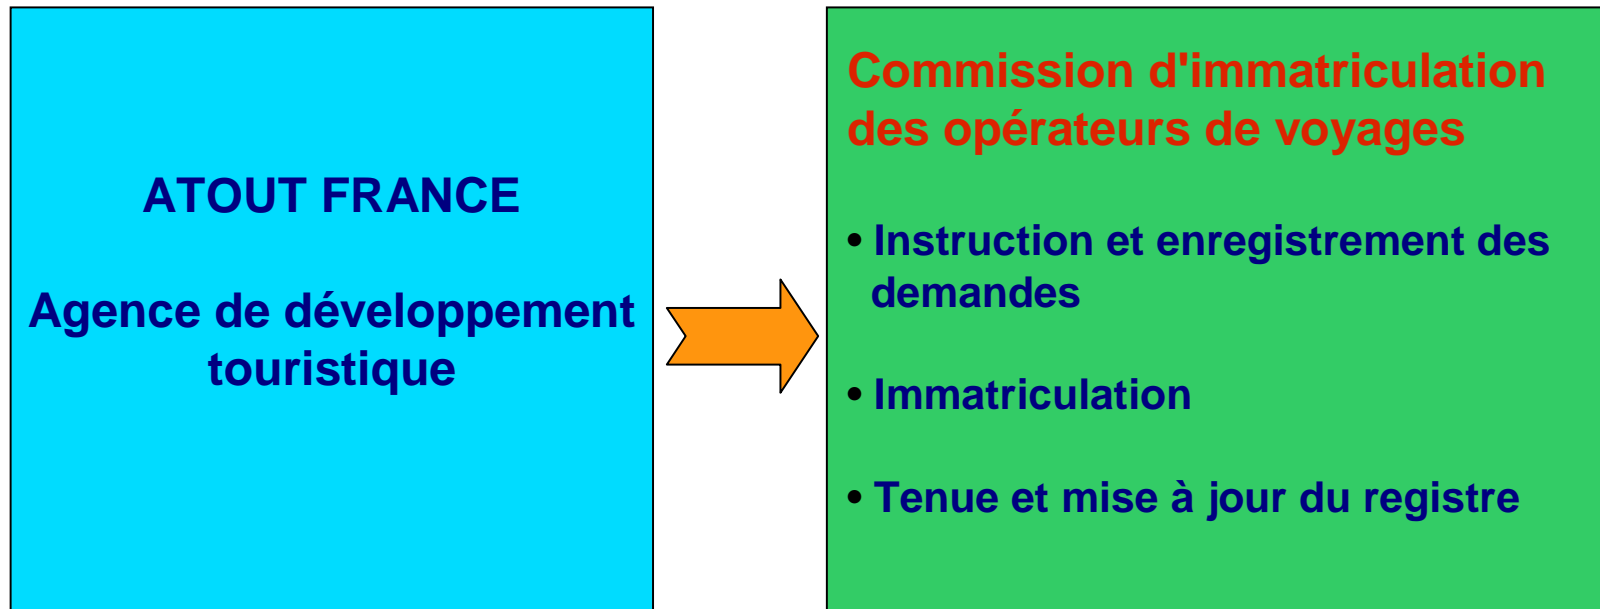 ATOUT FRANCE
Agence de développement
touristique
Commission d'immatriculation
des opérateurs de voyages
• Instruction et enregistrement des
demandes
• Immatriculation
• Tenue et mise à jour du registre